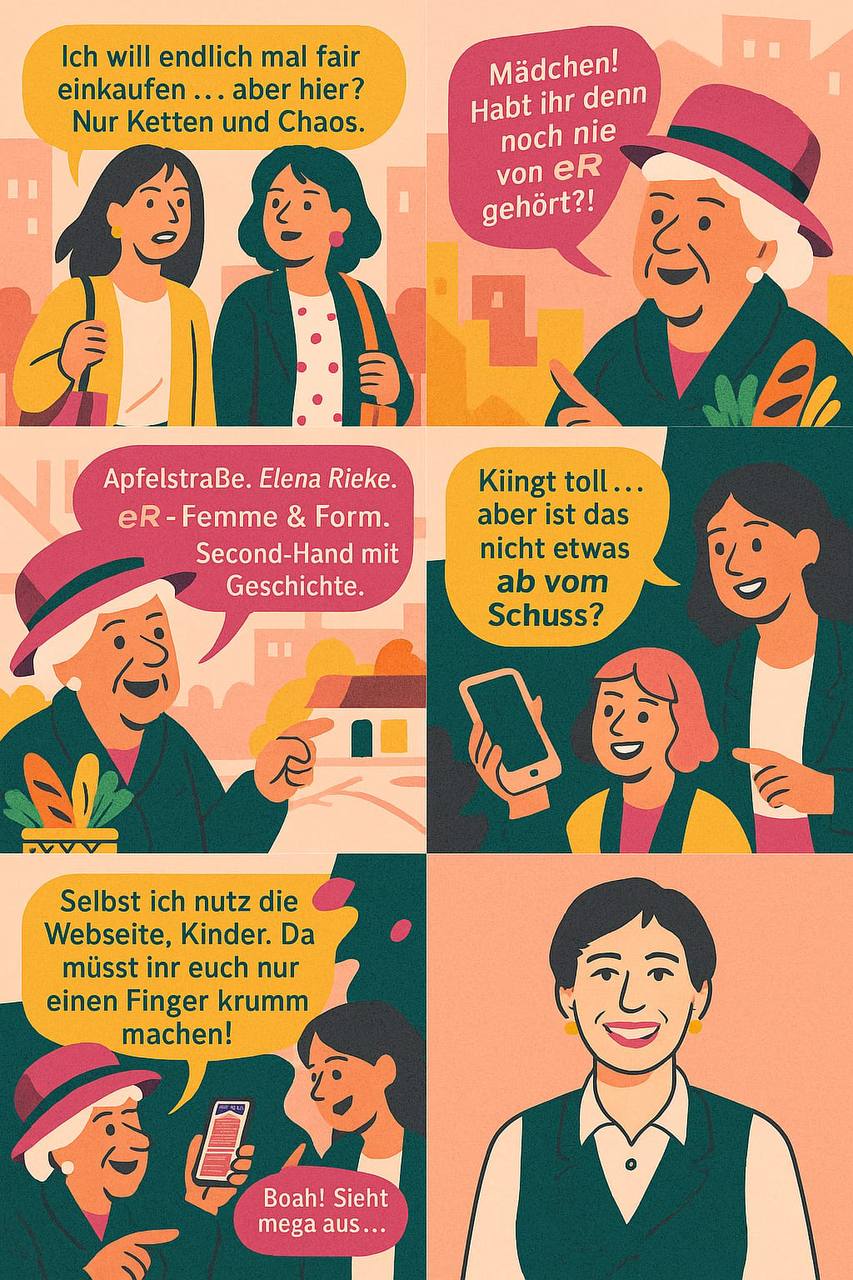 Ich will endlich mal fair
einkaufen ... aber hier?
Nur Ketten und Chaos.
Mädchen!
Habt ihr denn
noch nie
von eR
gehört?!
ApfelstraBe. Elena Rieke.
eR - Femme & Form.
Second-Hand mit
Geschichte.
Kiingt toll ...
aber ist das
nicht etwas
ab vom
Schuss?
Selbst ich nutz die
Webseite, Kinder. Da
müsst inr euch nur
einen Finger krumm
machen!
Boah! Sieht
mega aus ...